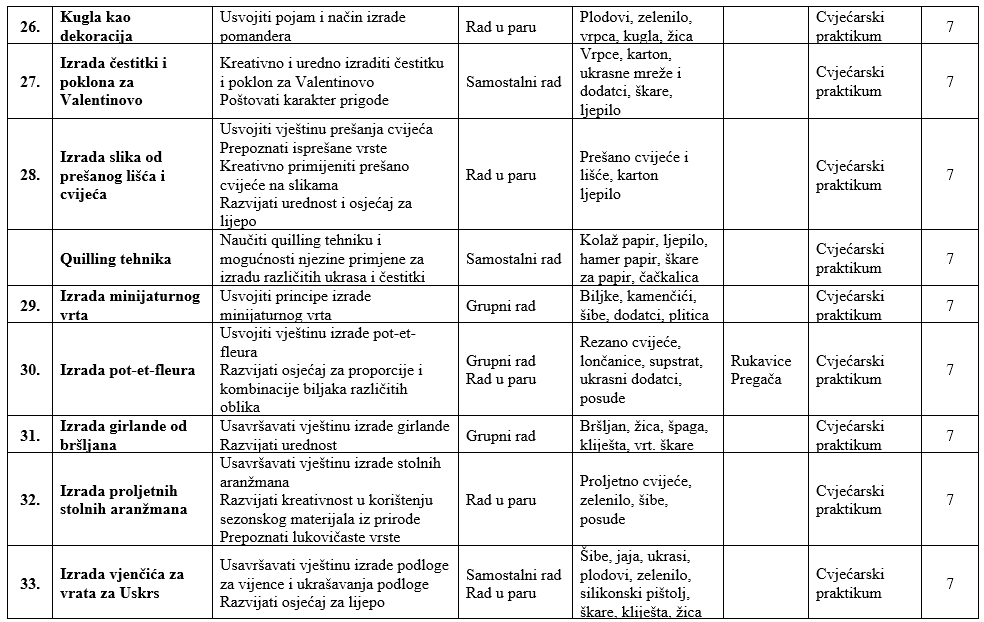 26.
Kugla kao
dekoracija
Usvojiti pojam i način izrade
pomandera
Rad u paru
Plodovi, zelenilo,
vrpca, kugla, žica
Cvjećarski
praktikum
7
27.
Izrada čestitki i
poklona za
Valentinovo
Kreativno i uredno izraditi čestitku
i poklon za Valentinovo
Poštovati karakter prigode
Samostalni rad
Vrpce, karton,
ukrasne mreže i
dodatci, škare,
ljepilo
Cvjećarski
praktikum
7
28.
Izrada slika od
prešanog lišća i
cvijeća
Usvojiti vještinu prešanja cvijeća
Prepoznati isprešane vrste
Kreativno primijeniti prešano
cvijeće na slikama
Razvijati urednost i osjećaj za
lijepo
Rad u paru
Prešano cvijeće i
lišće, karton
ljepilo
Cvjećarski
praktikum
7
Quilling tehnika
Naučiti quilling tehniku i
mogućnosti njezine primjene za
izradu različitih ukrasa i čestitki
Samostalni rad
Kolaž papir, ljepilo,
hamer papir, škare
za papir, čačkalica
Cvjećarski
praktikum
7
29.
Izrada minijaturnog
vrta
Usvojiti principe izrade
minijaturnog vrta
Grupni rad
Biljke, kamenčići,
šibe, dodatci, plitica
Cvjećarski
praktikum
7
30.
Izrada pot-et-fleura
Usvojiti vještinu izrade pot-et-
fleura
Razvijati osjećaj za proporcije i
kombinacije biljaka različitih
oblika
Grupni rad
Rad u paru
Rezano cvijeće,
lončanice, supstrat,
ukrasni dodatci,
posude
Rukavice
Pregača
Cvjećarski
praktikum
7
31.
Izrada girlande od
bršljana
Usavršavati vještinu izrade girlande
Razvijati urednost
Grupni rad
Bršljan, žica, špaga,
kliješta, vrt. škare
Cvjećarski
praktikum
7
32.
Izrada proljetnih
stolnih aranžmana
Usavršavati vještinu izrade stolnih
aranžmana
Razvijati kreativnost u korištenju
sezonskog materijala iz prirode
Prepoznati lukovičaste vrste
Rad u paru
Proljetno cvijeće,
zelenilo, šibe,
posude
Cvjećarski
praktikum
7
33.
Izrada vjenčića za
vrata za Uskrs
Usavršavati vještinu izrade podloge
za vijence i ukrašavanja podloge
Razvijati osjećaj za lijepo
Samostalni rad
Rad u paru
Šibe, jaja, ukrasi,
plodovi, zelenilo,
silikonski pištolj,
škare, kliješta, žica
Cvjećarski
praktikum
7